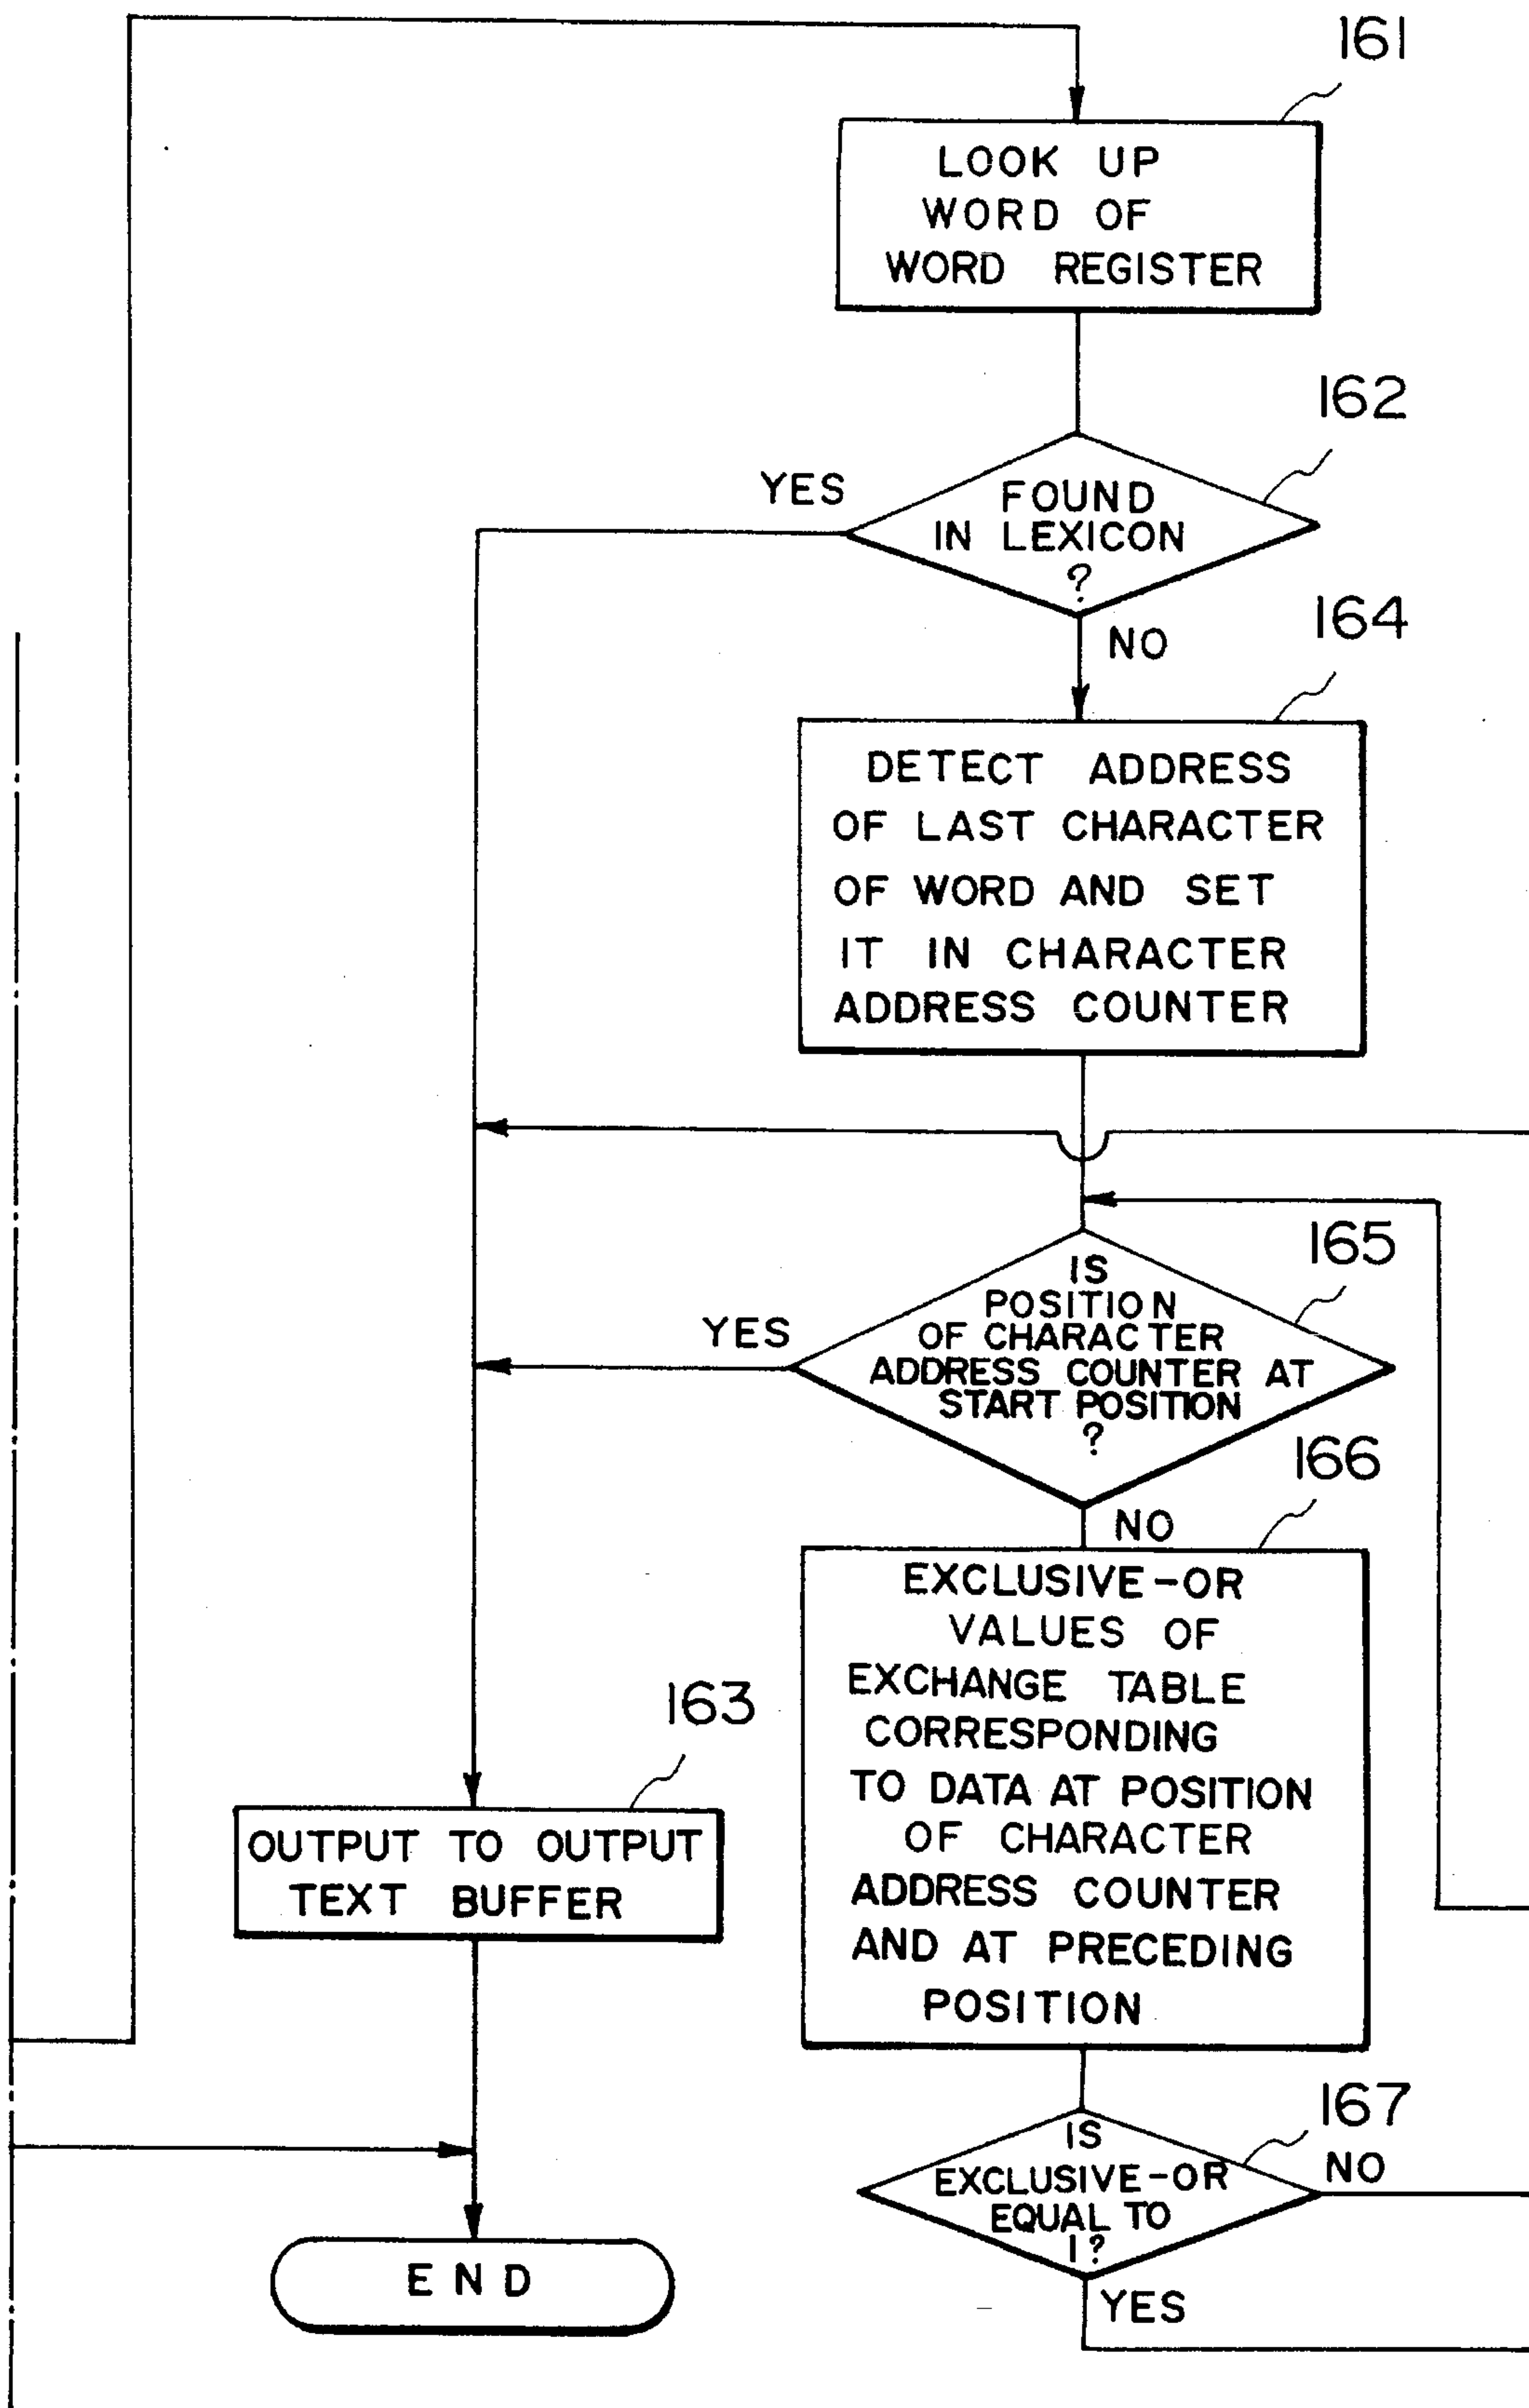 161
LOOK UP
WORD OF
WORD REGISTER
162
YES
FOUND
IN LEXICON
?
NO
164
DETECT ADDRESS
OF LAST CHARACTER
OF WORD AND SET
IT IN CHARACTER
ADDRESS COUNTER
165
YES
IS
POSITION
OF CHARACTER
ADDRESS COUNTER AT
START POSITION
?
NO
166
EXCLUSIVE-OR
VALUES OF
EXCHANGE TABLE
CORRESPONDING
TO DATA AT POSITION
OF CHARACTER
ADDRESS COUNTER
AND AT PRECEDING
POSITION
163
OUTPUT TO OUTPUT
TEXT BUFFER
167
IS
EXCLUSIVE-OR
EQUAL TO
1?
NO
YES
END